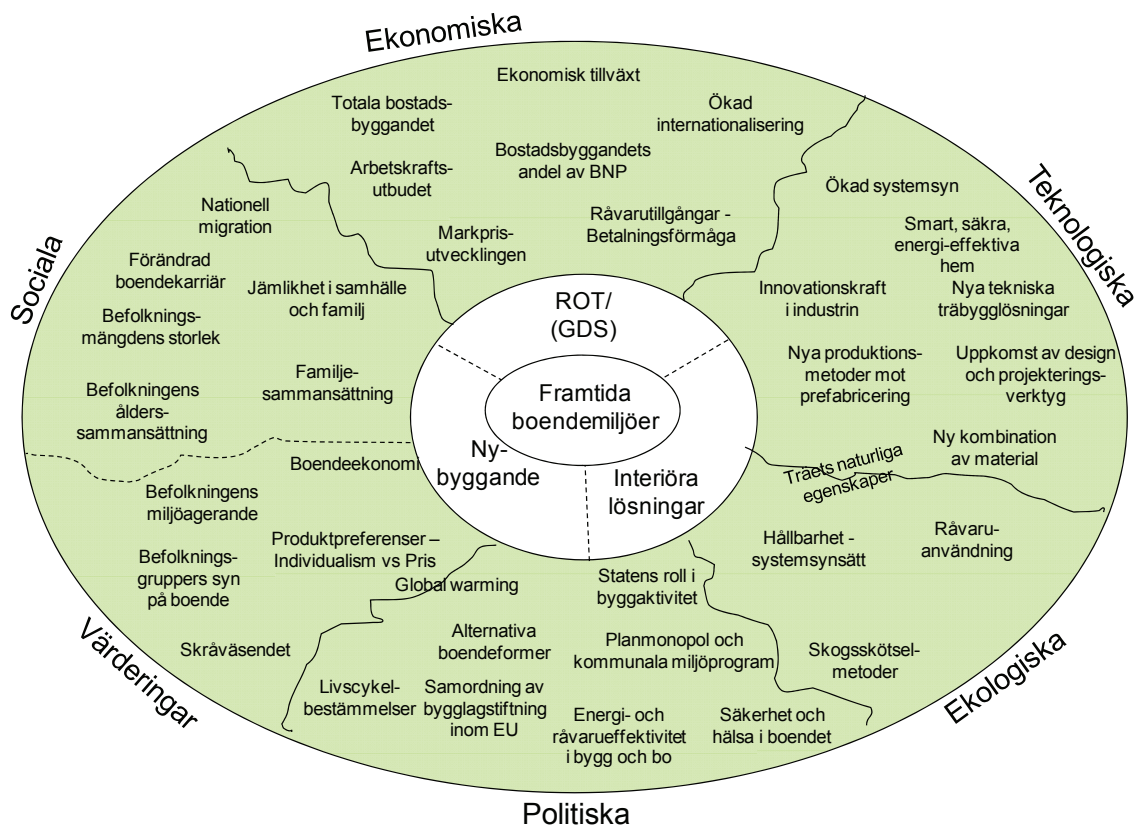 Ekonomiska
Ekonomisk tillväxt
Totala bostads-
byggandet
Ökad
internationalisering
Arbetskrafts-
utbudet
Bostadsbyggandets
andel av BNP
Markpris-
utvecklingen
Råvarutillgångar -
Betalningsförmåga
Teknologiska
Ökad systemsyn
Smart, säkra,
energi-effektiva
hem
Innovationskraft
i industrin
Nya tekniska
träbygglösningar
Nya produktions-
metoder mot
prefabricering
Uppkomst av design
och projekterings-
verktyg
Ny kombination
av material
Träets naturliga
egenskaper
Sociala
Nationell
migration
Förändrad
boendekarriär
Jämlikhet i samhälle
och familj
Befolknings-
mängdens storlek
Familje-
sammansättning
Befolkningens
ålders-
sammansättning
ROT/
(GDS)
Framtida
boendemiljöer
Ny-
byggande
Interiöra
lösningar
Värderingar
Boendeekonomi
Befolkningens
miljöagerande
Produktpreferenser –
Individualism vs Pris
Befolknings-
gruppers syn
på boende
Skråväsendet
Global warming
Politiska
Statens roll i
byggaktivitet
Alternativa
boendeformer
Planmonopol och
kommunala miljöprogram
Livscykel-
bestämmelser
Samordning av
bygglagstiftning
inom EU
Energi- och
råvarueffektivitet
i bygg och bo
Säkerhet och
hälsa i boendet
Ekologiska
Hållbarhet -
systemsynsätt
Råvaru-
användning
Skogsskötsel-
metoder